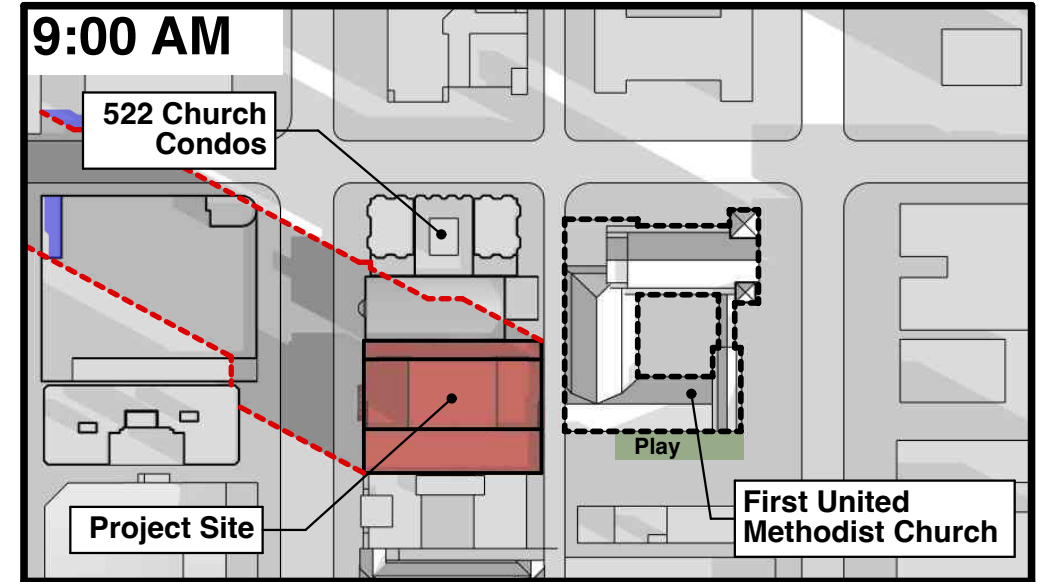 9:00 AM
522 Church
Condos
Play
Project Site
First United
Methodist Church